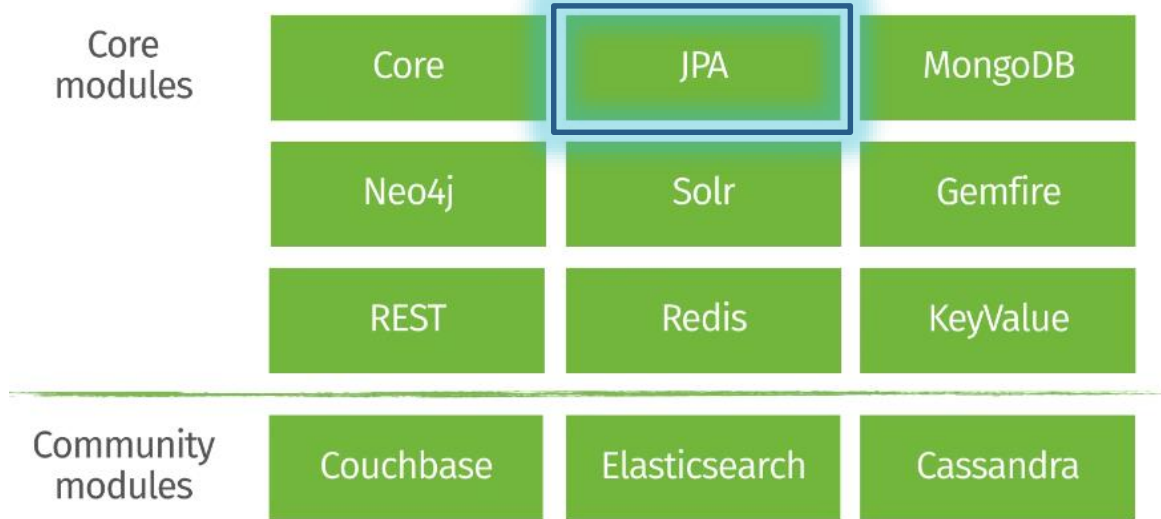 Core
modules
Core
JPA
MongoDB
Neo4j
Solr
Gemfire
REST
Redis
KeyValue
Community
modules
Couchbase
Elasticsearch
Cassandra